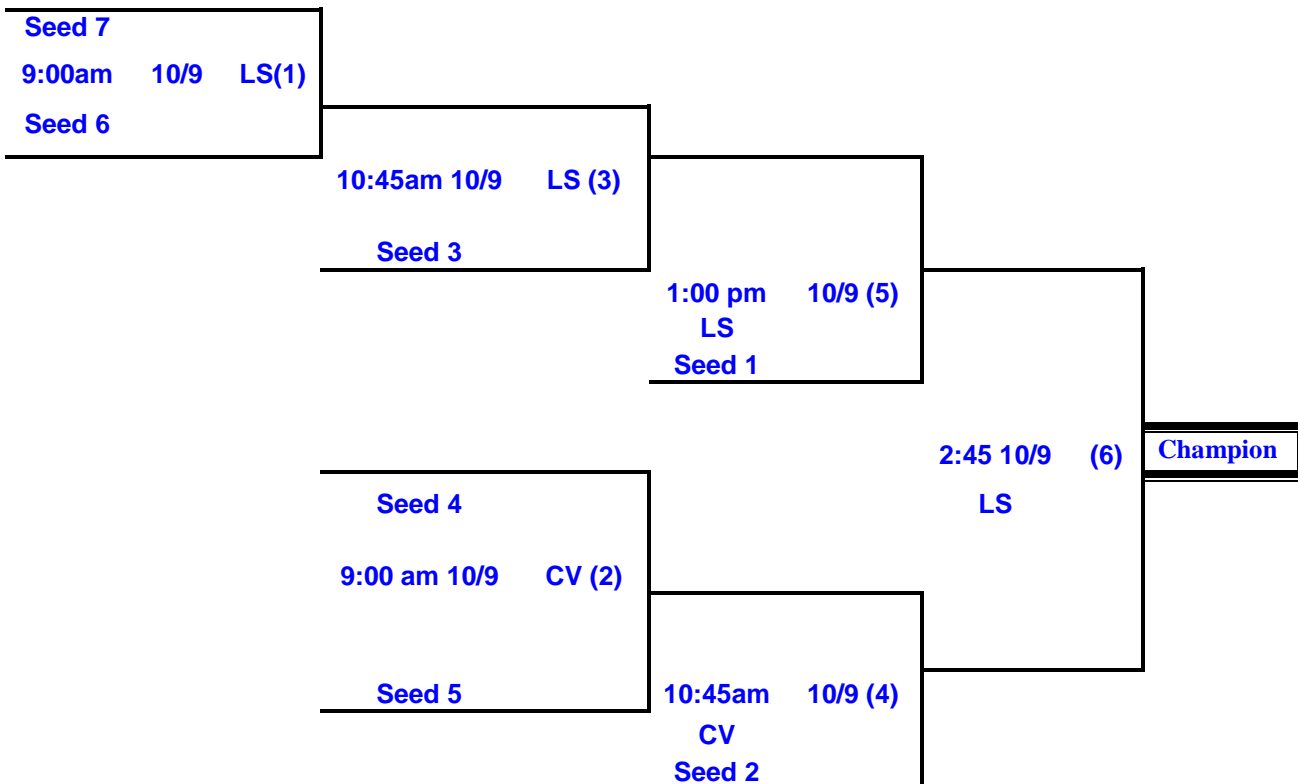 Seed 7
9:00am 10/9 LS(1)
Seed 6
10:45am 10/9 LS (3)
Seed 3
1:00 pm 10/9 (5)
LS
Seed 1
2:45 10/9 (6)
LS
Champion
Seed 4
9:00 am 10/9 CV (2)
Seed 5
10:45am 10/9 (4)
CV
Seed 2